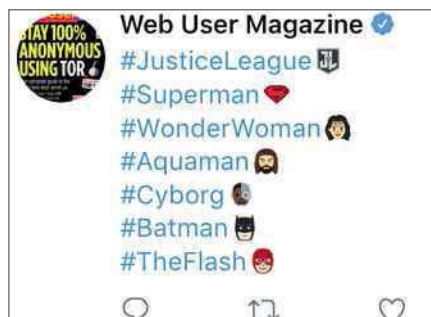 STAY 100%
ANONYMOUS
USING TOR
Web User Magazine
#JusticeLeague
#Superman
#WonderWoman
#Aquaman
#Cyborg
#Batman
#TheFlash